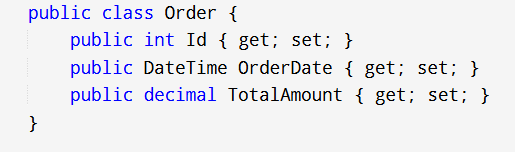 public class Order {
    public int Id { get; set; }
    public DateTime OrderDate { get; set; }
    public decimal TotalAmount { get; set; }
}